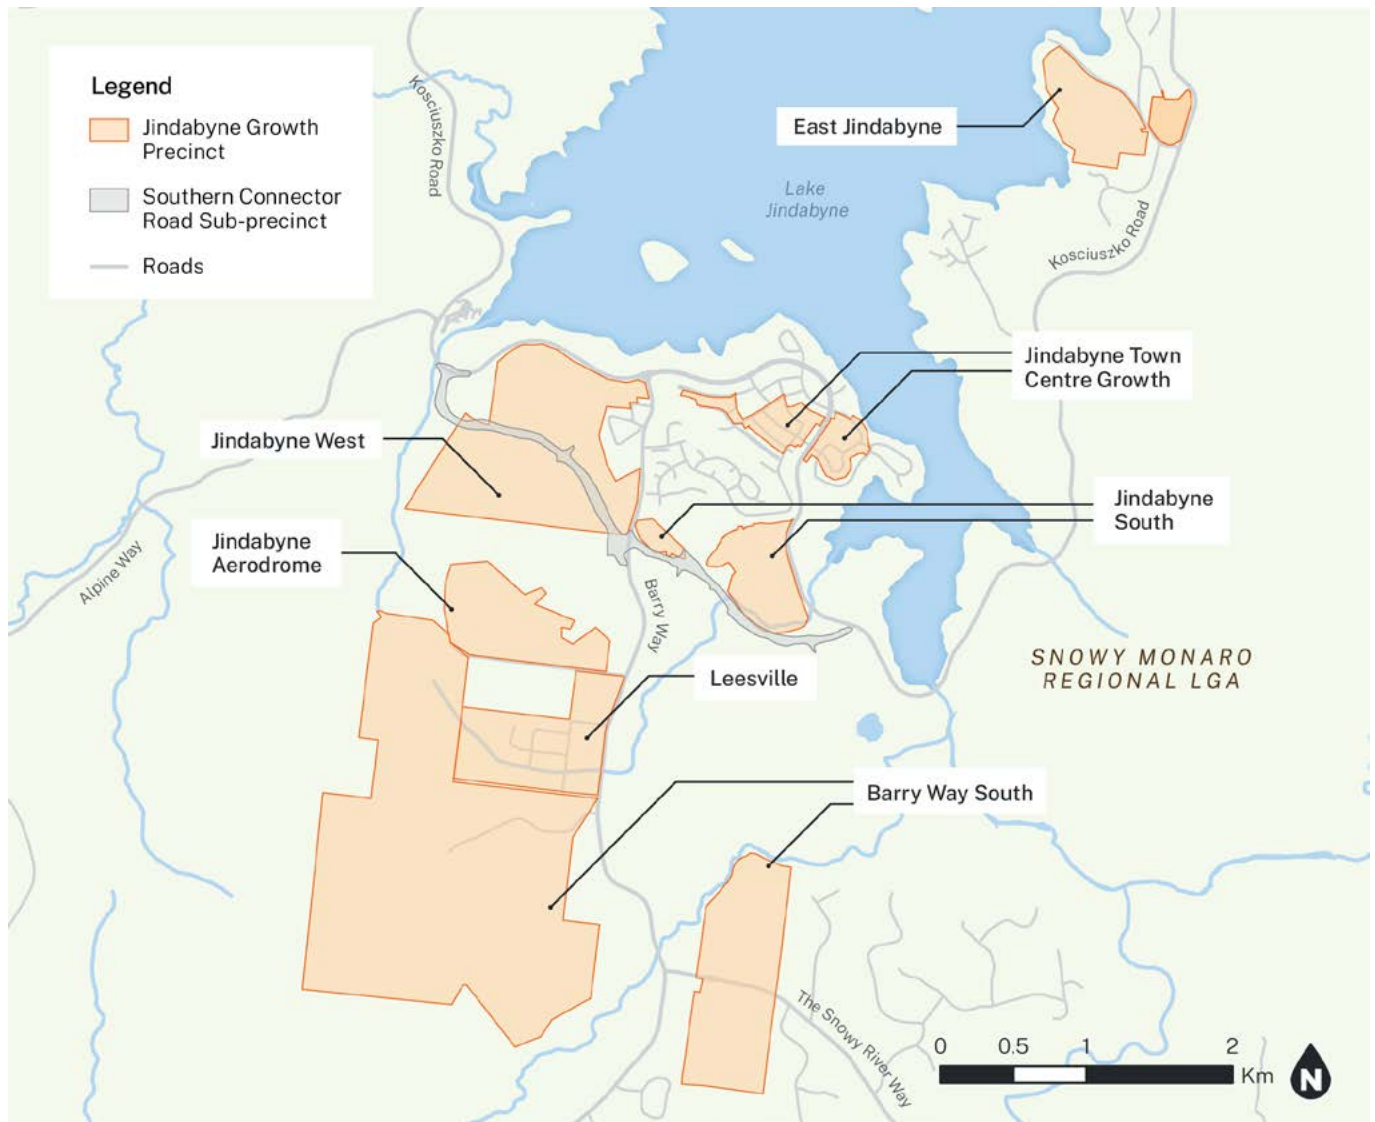 Legend
Jindabyne Growth
Precinct
Southern Connector
Road Sub-precinct
Roads
Kosciuszko Road
East Jindabyne
Lake
Jindabyne
Kosciuszko Road
Jindabyne Town
Centre Growth
Jindabyne West
Jindabyne
South
Jindabyne
Aerodrome
Alpine Way
Barry Way
Leesville
SNOWY MONARO
REGIONAL LGA
Barry Way South
The Snowy River Way
0 0.5 1 2
Km
N